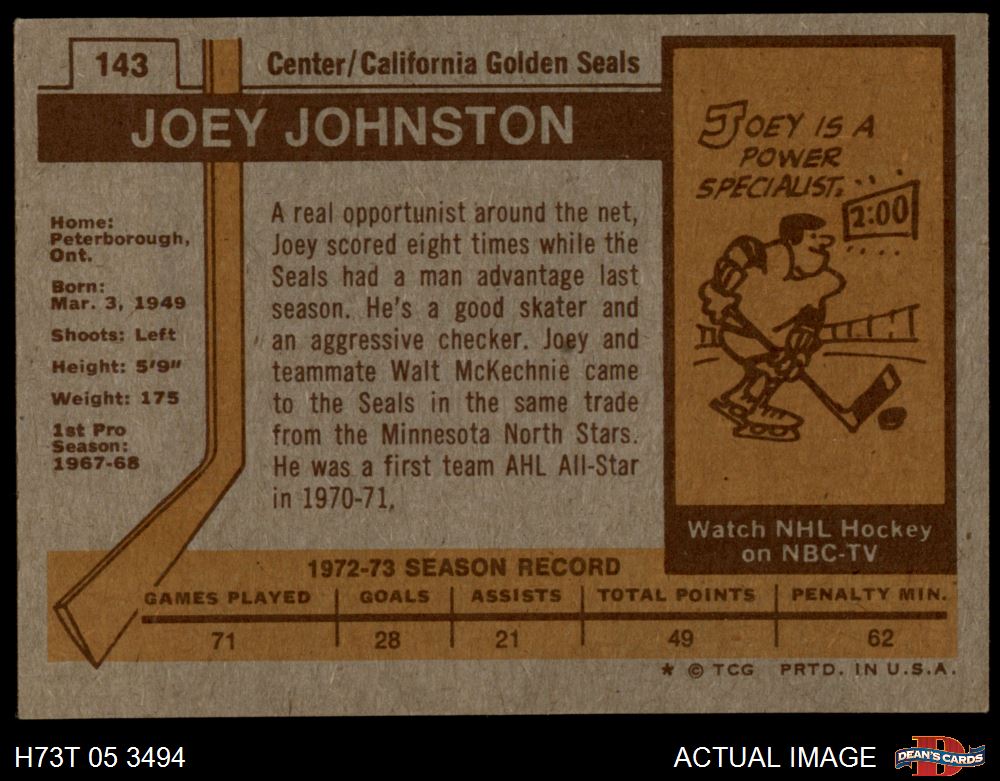 143
Center/California Golden Seals
JOEY JOHNSTON
Home:
Peterborough,
Ont.
Born:
Mar. 3, 1949
Shoots: Left
Height: 5'9"
Weight: 175
1st Pro
Season:
1967-68
A real opportunist around the net,
Joey scored eight times while the
Seals had a man advantage last
season. He's a good skater and
an aggressive checker. Joey and
teammate Walt McKechnie came
to the Seals in the same trade
from the Minnesota North Stars.
He was a first team AHL All-Star
in 1970-71.
JOEY IS A
POWER
SPECIALIST.
2:00
Watch NHL Hockey
on NBC-TV
1972-73 SEASON RECORD
GAMES PLAYED GOALS ASSISTS TOTAL POINTS PENALTY MIN.
71 28 21 49 62
* © TCG PRTD. IN U.S.A.
H73T 05 3494
ACTUAL IMAGE
D
DEAN'S CARDS